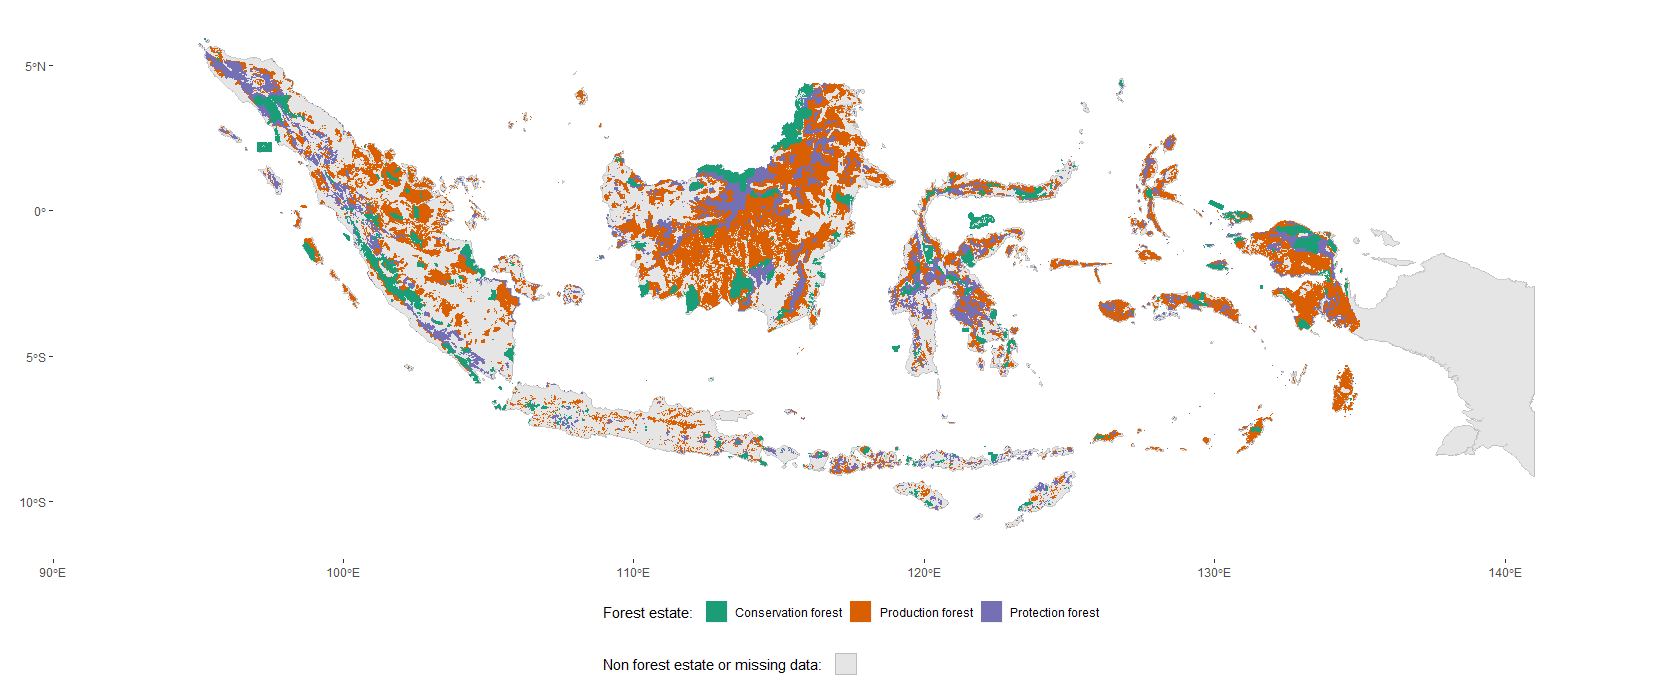 5°N
0°
5°S
10°S
90°E 100°E 110°E 120°E 130°E 140°E
Forest estate: Conservation forest Production forest Protection forest
Non forest estate or missing data: